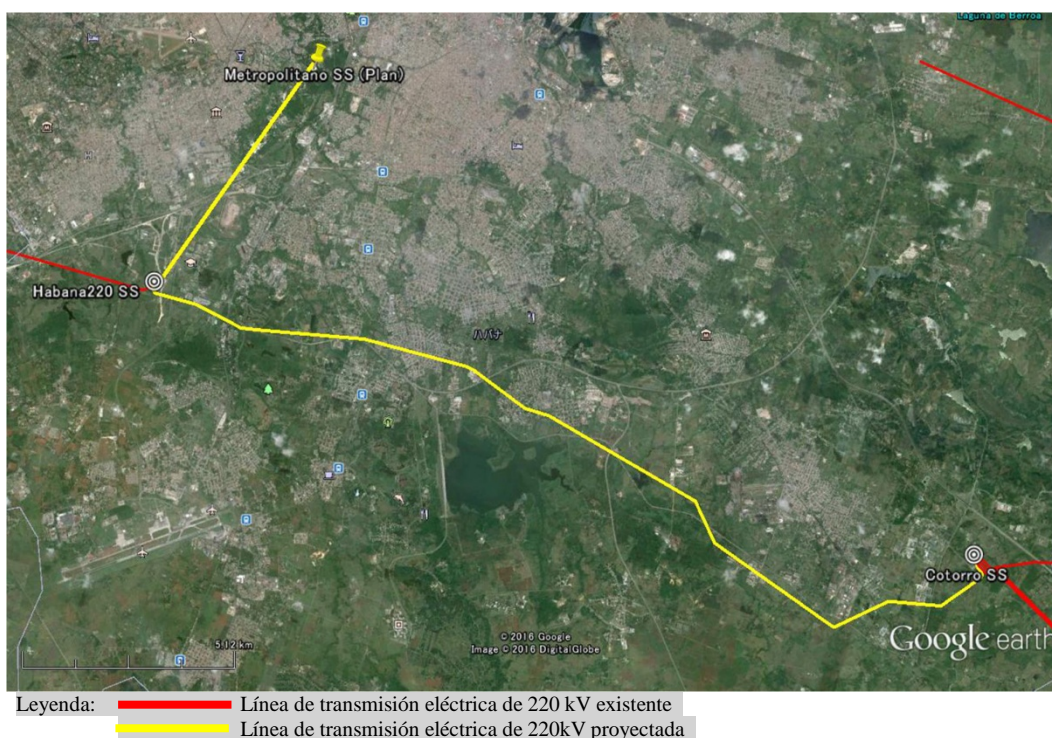 Laguna de Berroa
Metropolitano SS (Plan)
Habana220 SS
ハバナ
Cotorro SS
5.12 km
© 2016 Google
Image © 2016 DigitalGlobe
Google earth
Leyenda: Línea de transmisión eléctrica de 220 kV existente
Línea de transmisión eléctrica de 220kV proyectada